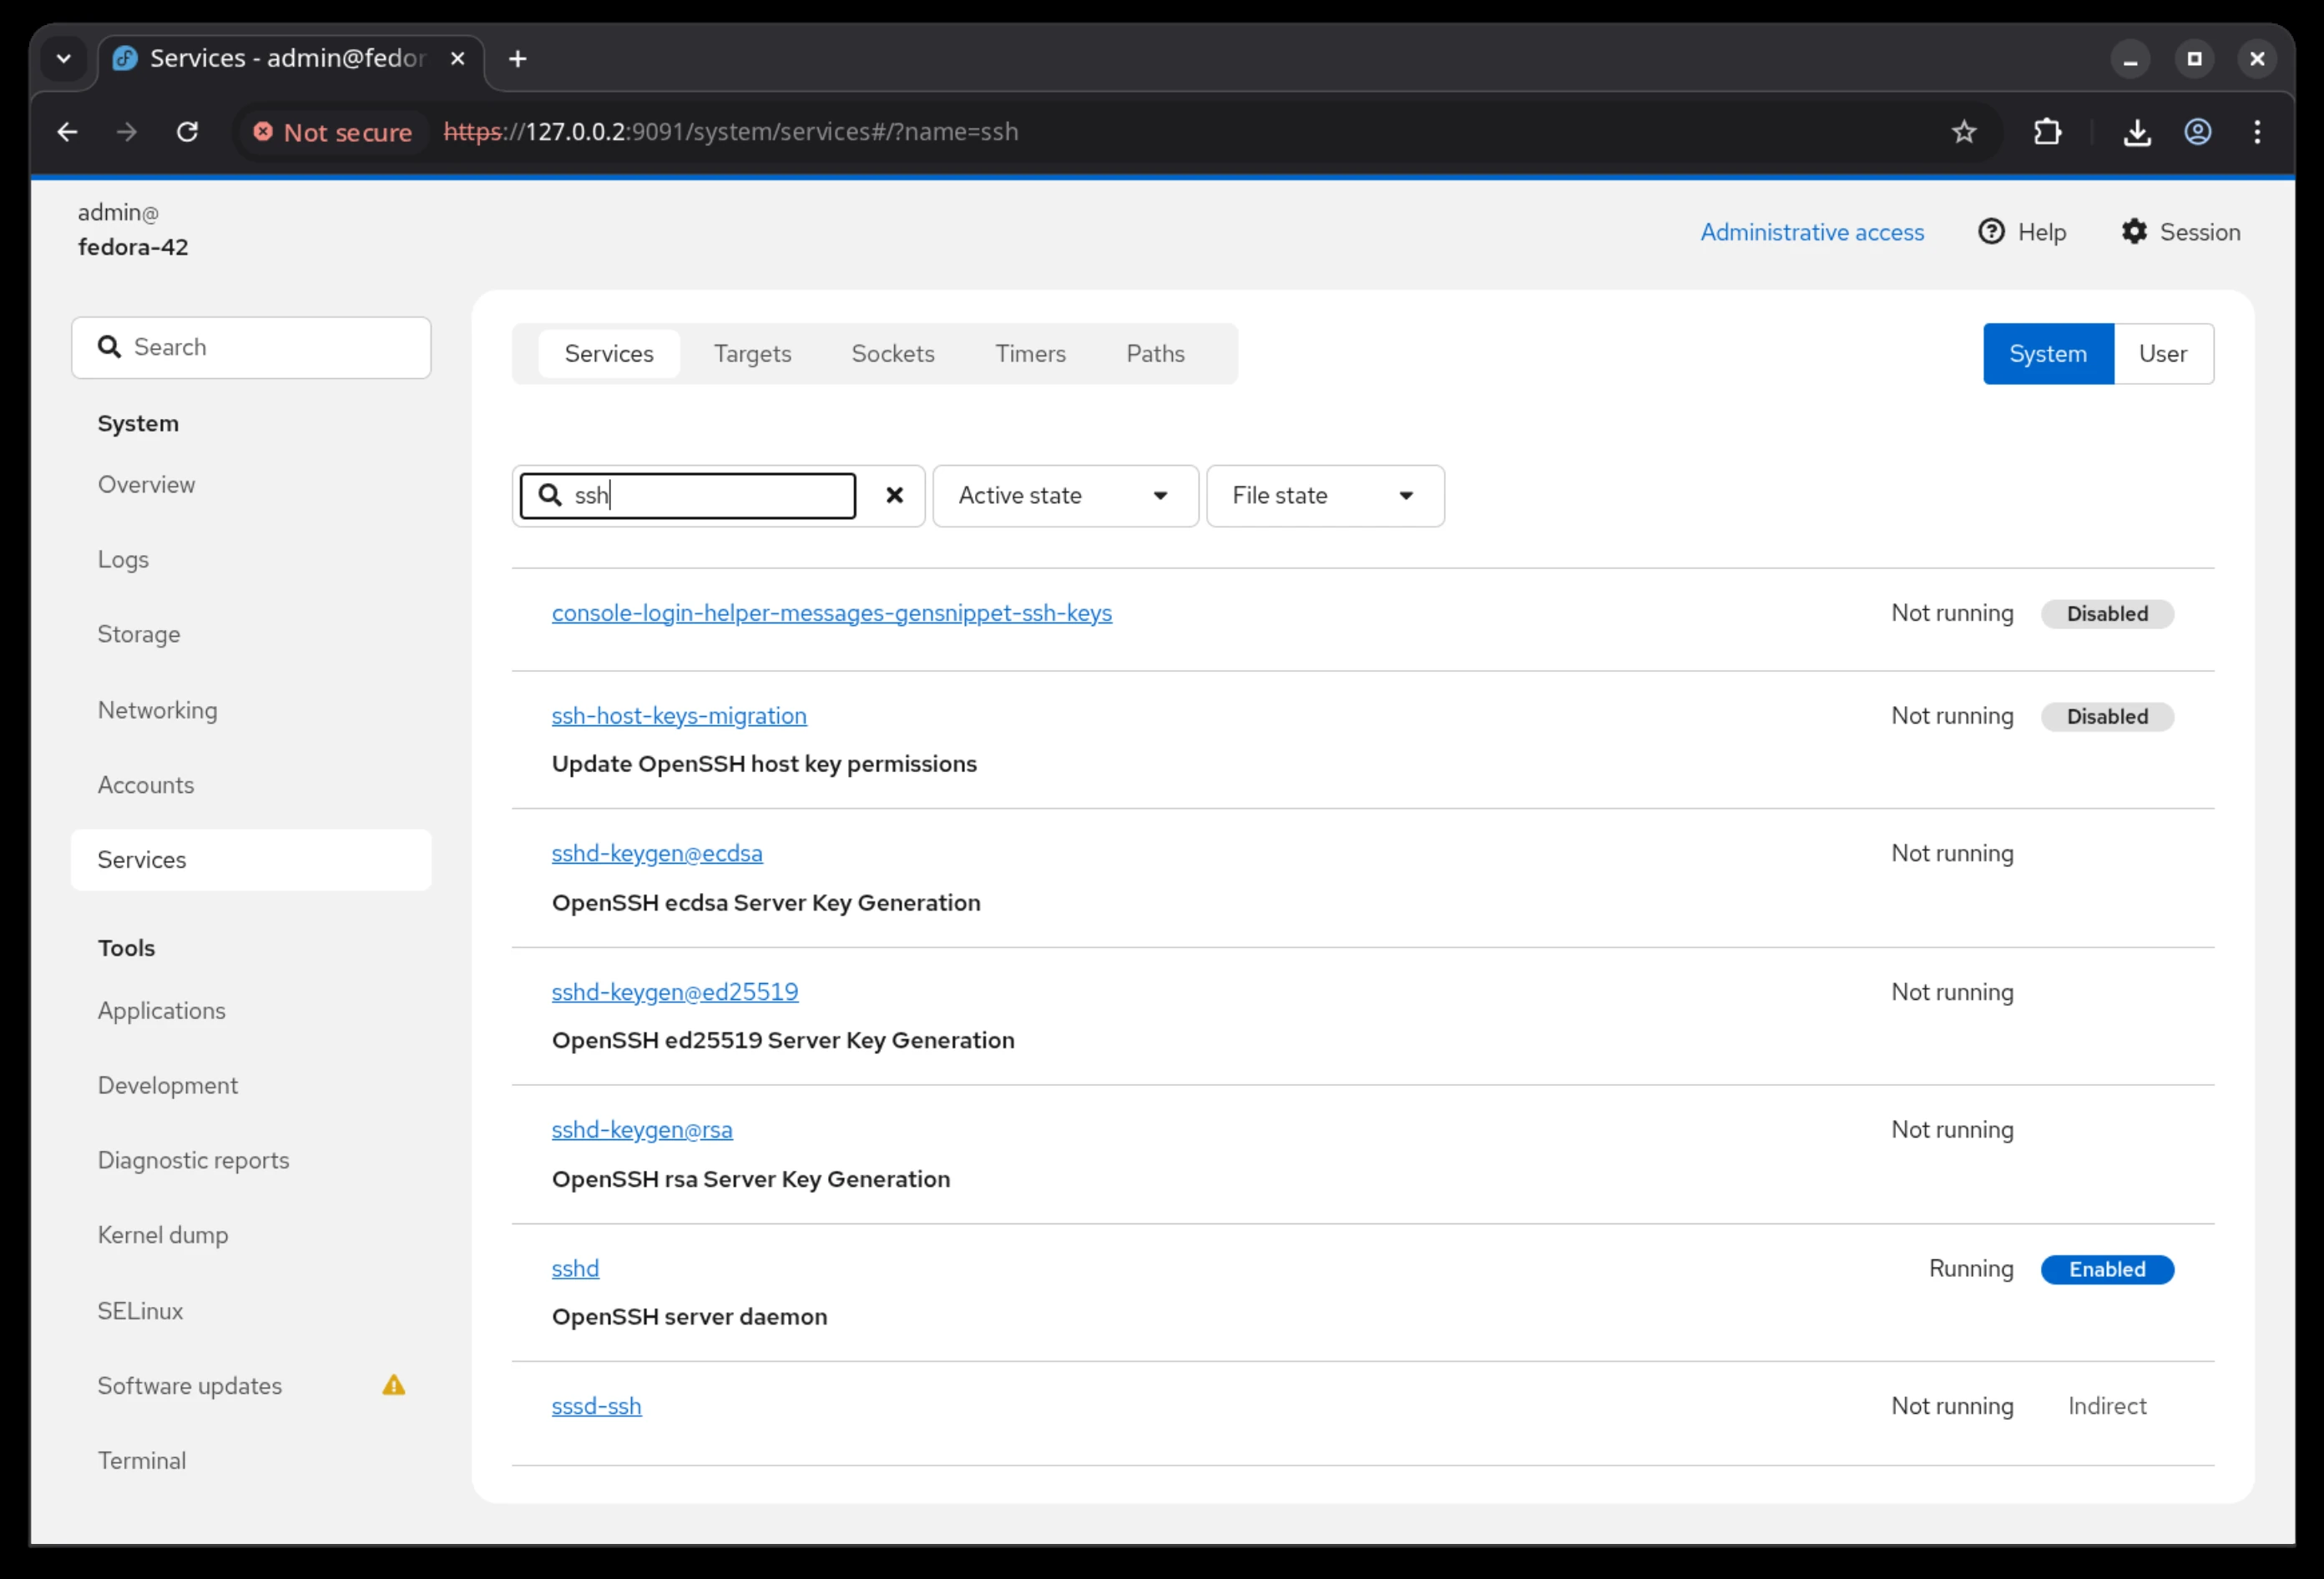 Services - admin@fedor
Not secure https://127.0.0.2:9091/system/services#/?name=ssh
admin@
fedora-42
Administrative access Help Session
Search
System
Overview
Logs
Storage
Networking
Accounts
Services
Tools
Applications
Development
Diagnostic reports
Kernel dump
SELinux
Software updates
Terminal
Services Targets Sockets Timers Paths
System User
ssh Active state File state
console-login-helper-messages-gensnippet-ssh-keys Not running Disabled
ssh-host-keys-migration Not running Disabled
Update OpenSSH host key permissions
sshd-keygen@ecdsa Not running
OpenSSH ecdsa Server Key Generation
sshd-keygen@ed25519 Not running
OpenSSH ed25519 Server Key Generation
sshd-keygen@rsa Not running
OpenSSH rsa Server Key Generation
sshd Running Enabled
OpenSSH server daemon
sssd-ssh Not running Indirect